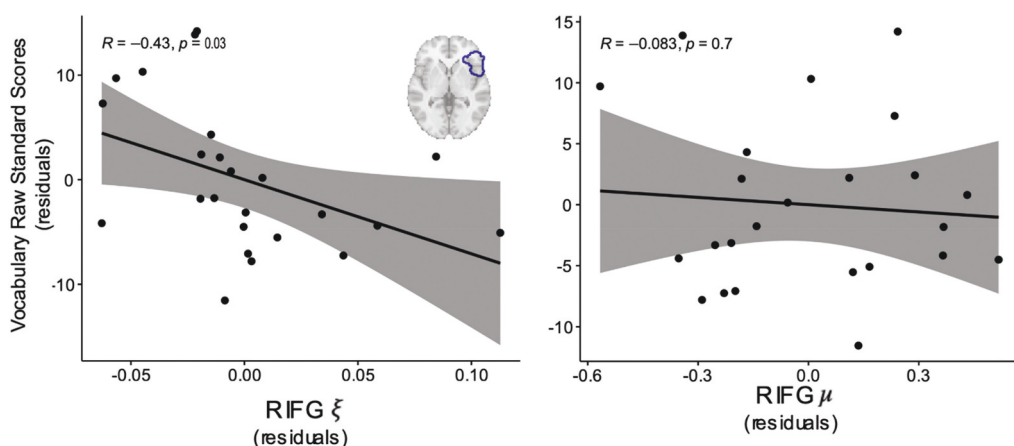 Vocabulary Raw Standard Scores
(residuals)
R = −0.43, p = 0.03
10
0
-10
-0.05
0.00
0.05
0.10
RIFG ξ
(residuals)
R = −0.083, p = 0.7
15
10
5
0
-5
-10
-0.6
-0.3
0.0
0.3
RIFG μ
(residuals)